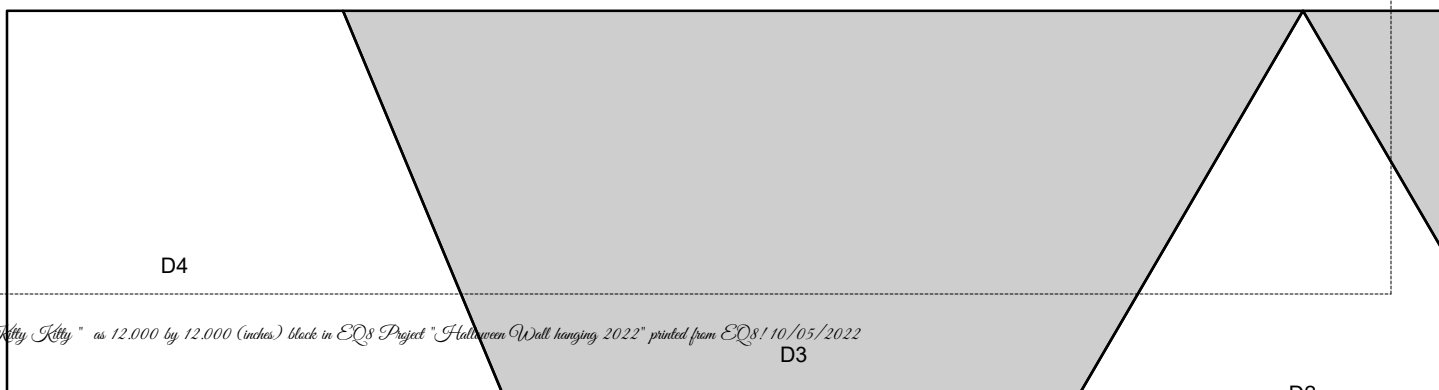 D4
Kitty Kitty " as 12.000 by 12.000 (inches) block in EQ8 Project "Halloween Wall hanging 2022" printed from EQ8! 10/05/2022
D3